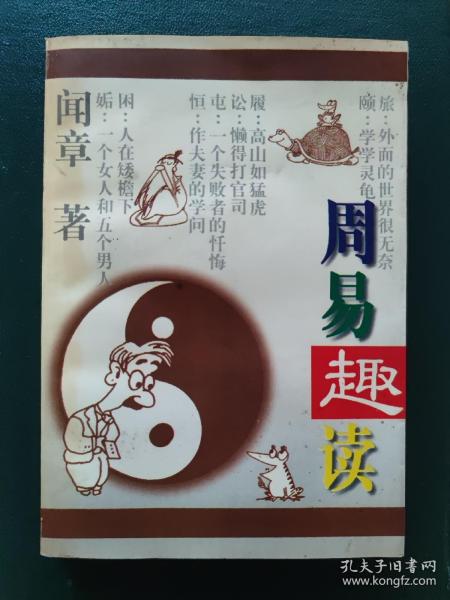 旅：外面的世界很无奈
颐：学学灵龟
履：高山如猛虎
讼：懒得打官司
屯：一个失败者的忏悔
恒：作夫妻的学问
困：人在矮檐下
姤：一个女人和五个男人
闻章 著
周易趣读
孔夫子旧书网
www.kongfz.com